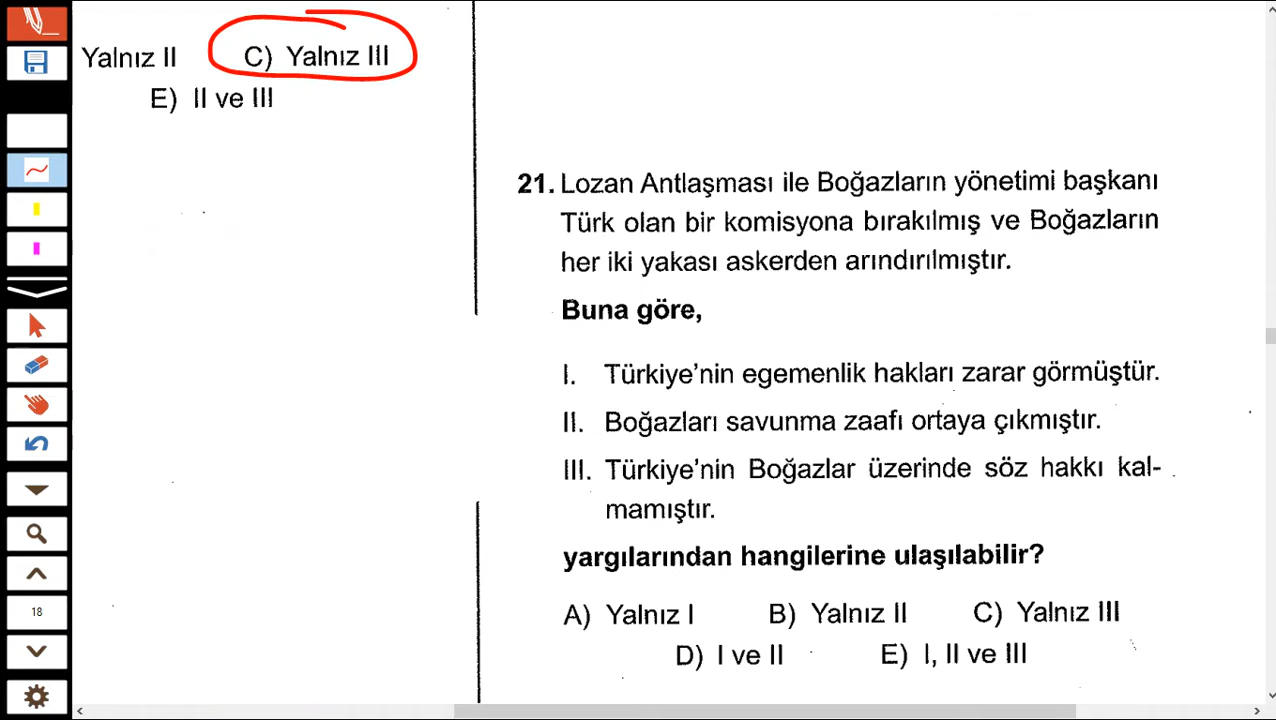 Yalnız II C) Yalnız III
E) II ve III
21. Lozan Antlaşması ile Boğazların yönetimi başkanı
Türk olan bir komisyona bırakılmış ve Boğazların
her iki yakası askerden arındırılmıştır.
Buna göre,
I. Türkiye'nin egemenlik hakları zarar görmüştür.
II. Boğazları savunma zaafı ortaya çıkmıştır.
III. Türkiye'nin Boğazlar üzerinde söz hakkı kal-
mamıştır.
yargılarından hangilerine ulaşılabilir?
A) Yalnız I B) Yalnız II C) Yalnız III
D) I ve II E) I, II ve III
18